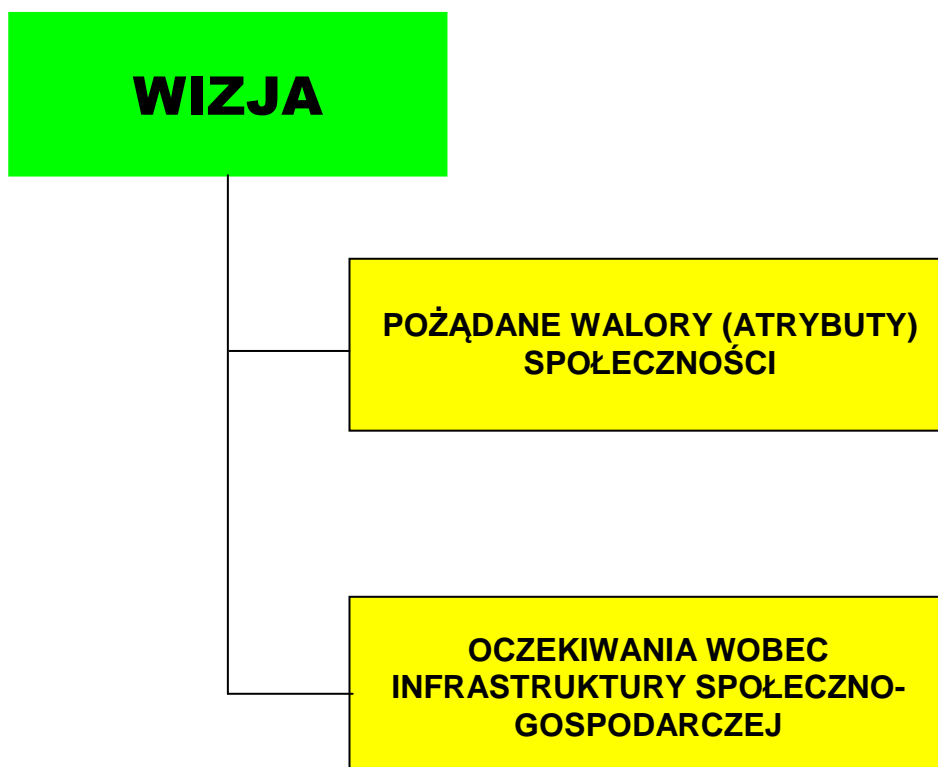 WIZJA
POŻĄDANE WALORY (ATRYBUTY)
SPOŁECZNOŚCI
OCZEKIWANIA WOBEC
INFRASTRUKTURY SPOŁECZNO-
GOSPODARCZEJ